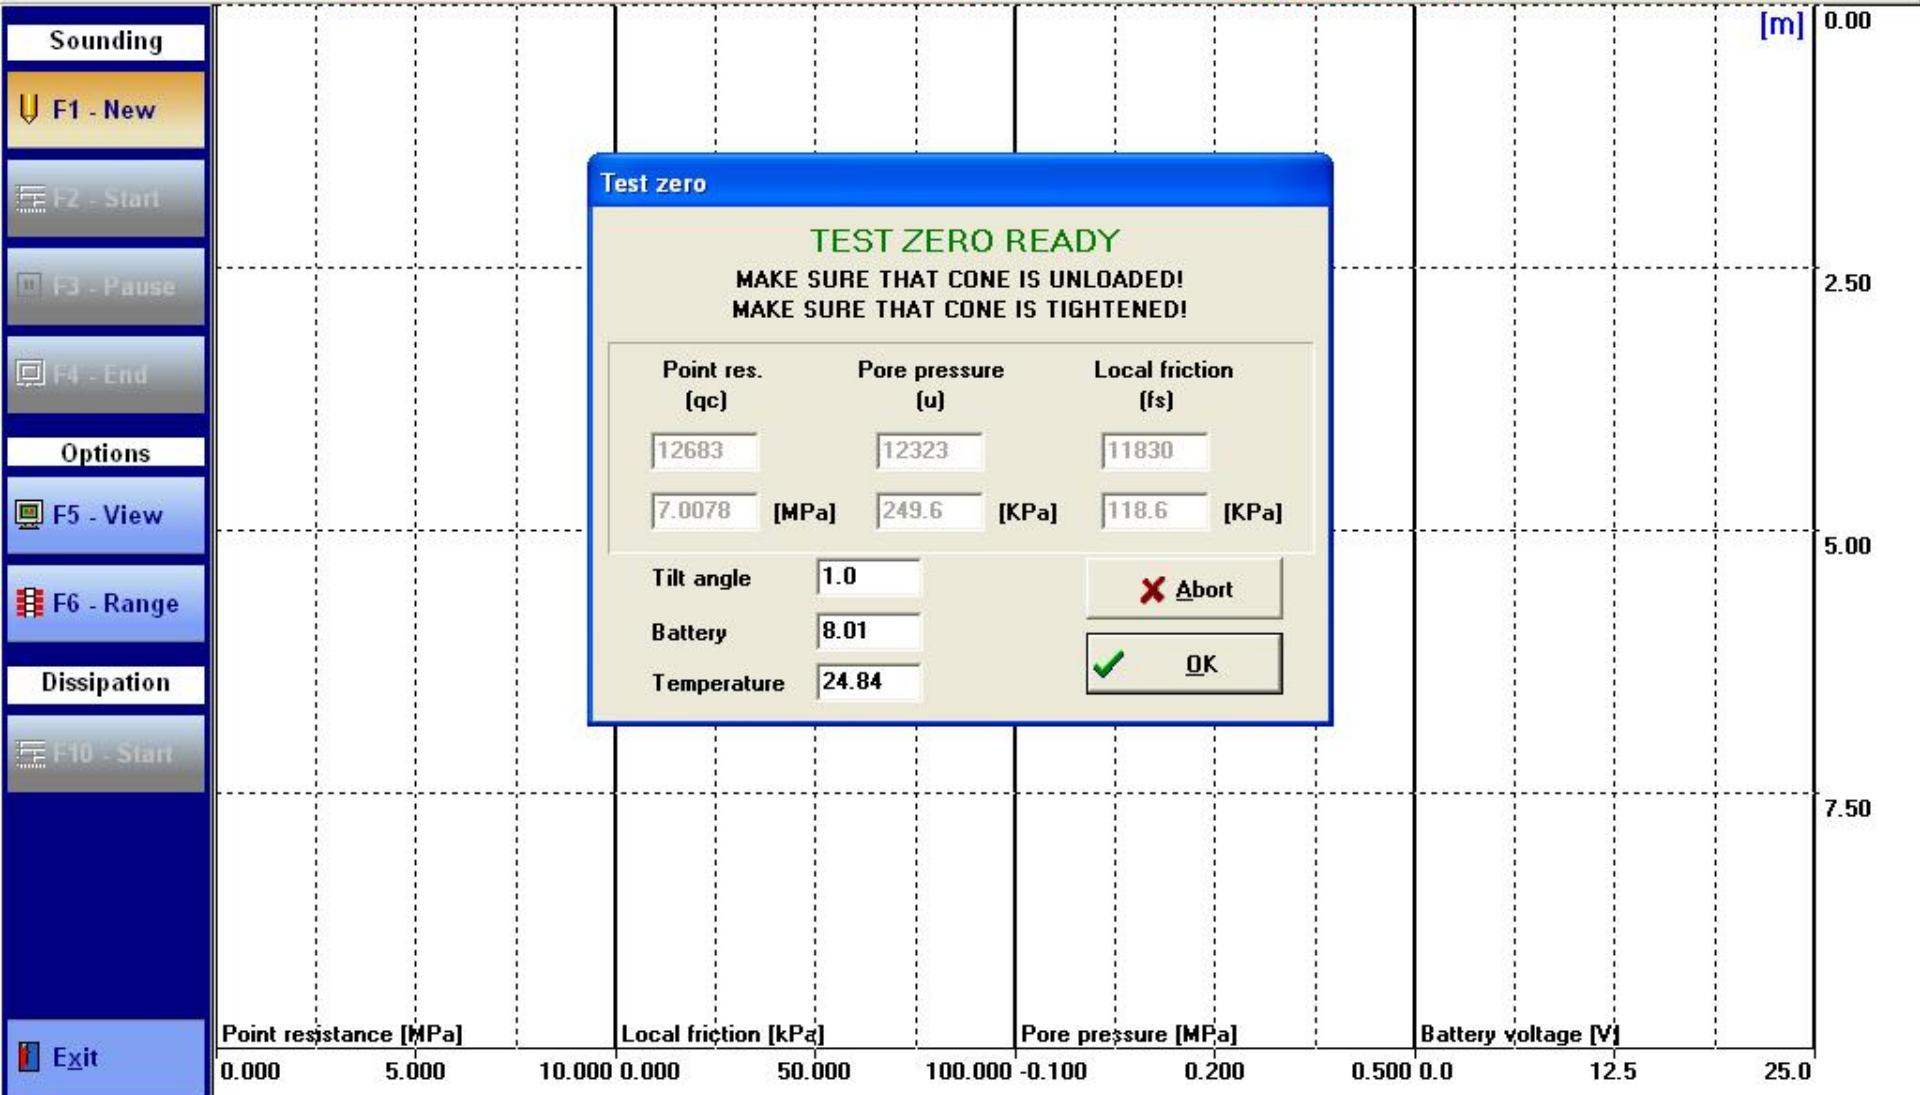 Sounding
F1 - New
F2 - Start
F3 - Pause
F4 - End
Options
F5 - View
F6 - Range
Dissipation
F10 - Start
Exit
Test zero
TEST ZERO READY
MAKE SURE THAT CONE IS UNLOADED!
MAKE SURE THAT CONE IS TIGHTENED!
Point res. Pore pressure Local friction
(qc) (u) (fs)
12683 12323 11830
7.0078 [MPa] 249.6 [KPa] 118.6 [KPa]
Tilt angle 1.0
Battery 8.01
Temperature 24.84
Abort
OK
[m] 0.00
2.50
5.00
7.50
Point resistance [MPa] Local friction [kPa] Pore pressure [MPa] Battery voltage [V]
0.000 5.000 10.000 0.000 50.000 100.000 -0.100 0.200 0.500 0.0 12.5 25.0